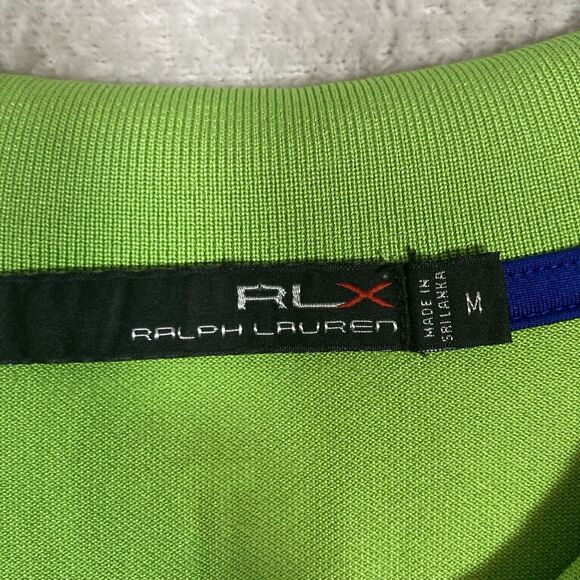 RLX
RALPH LAUREN
MADE IN
SRI LANKA
M